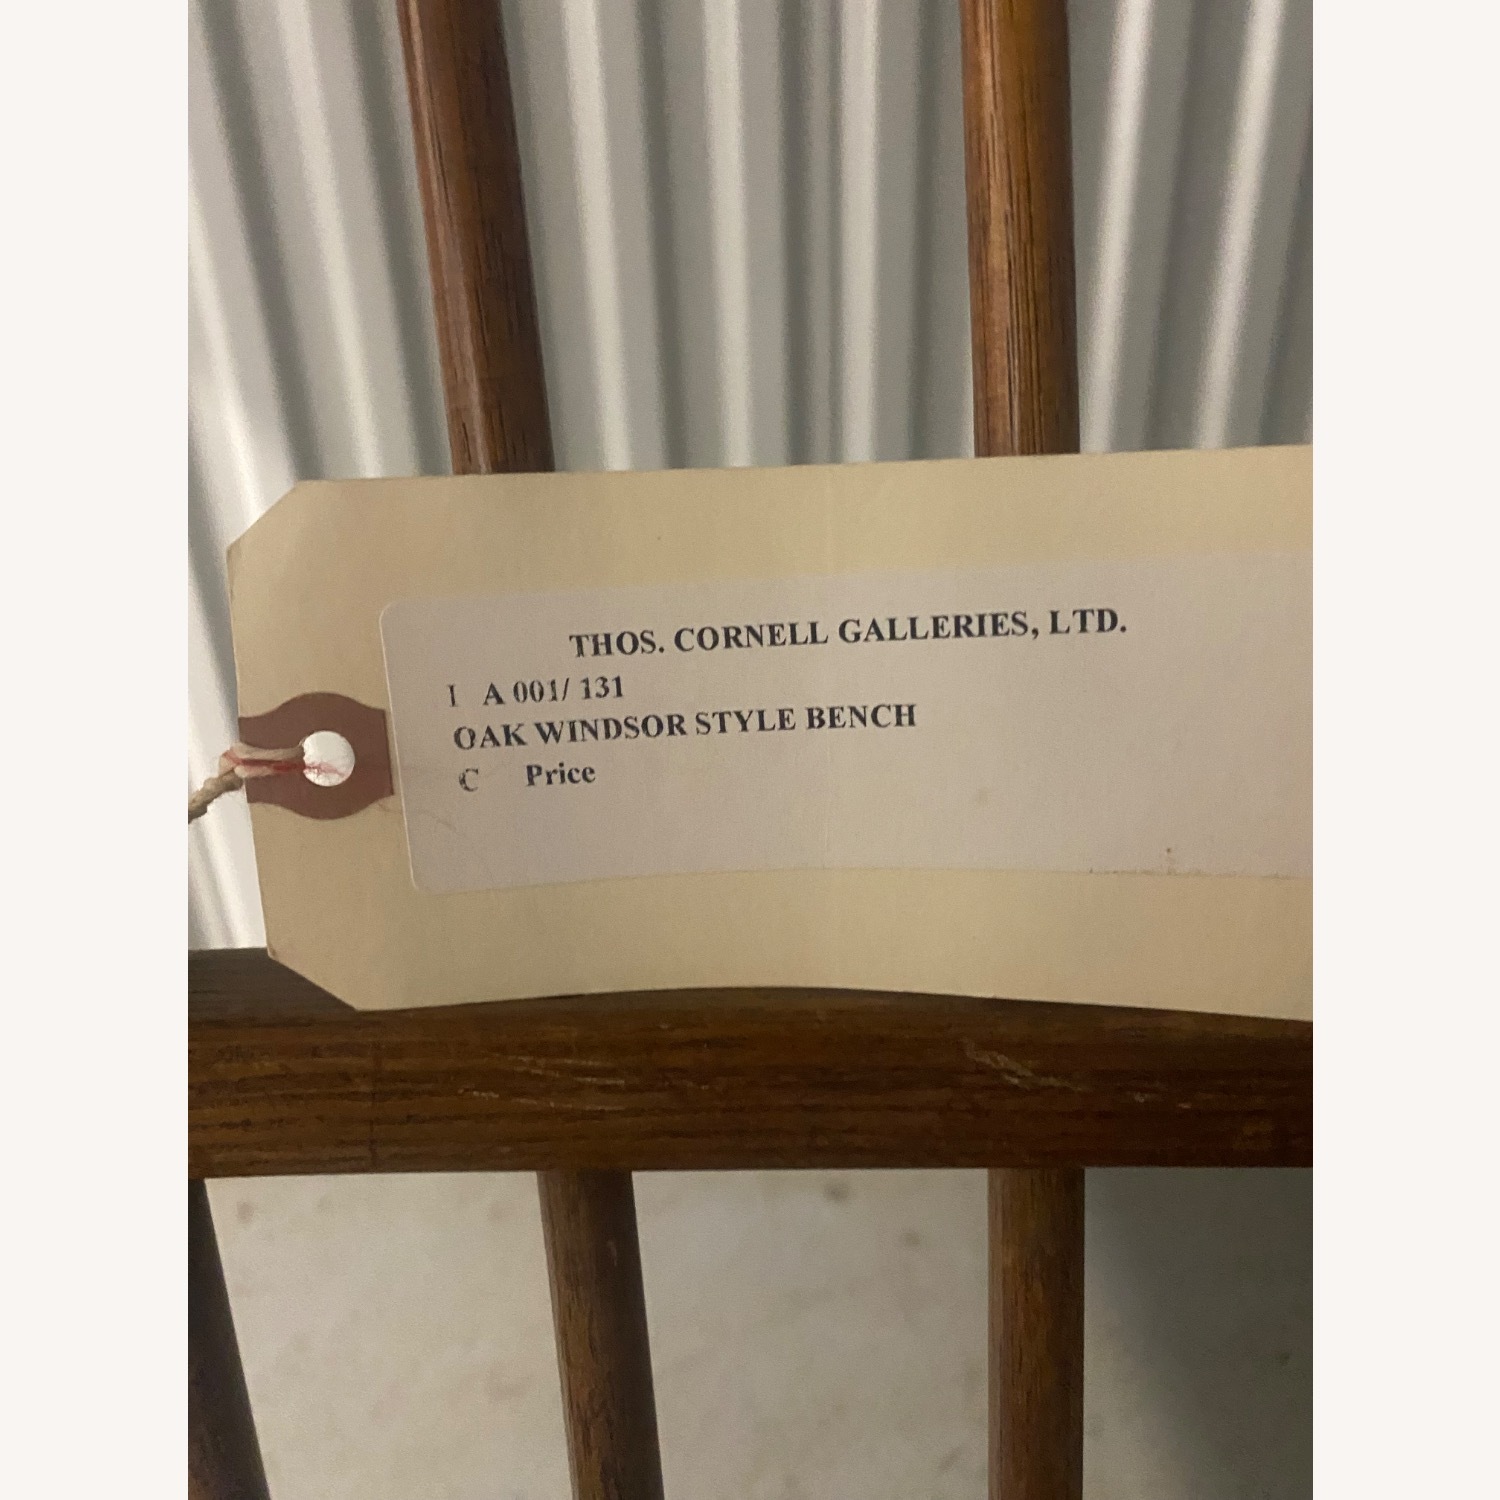 THOS. CORNELL GALLERIES, LTD.
I A 001/ 131
OAK WINDSOR STYLE BENCH
C Price